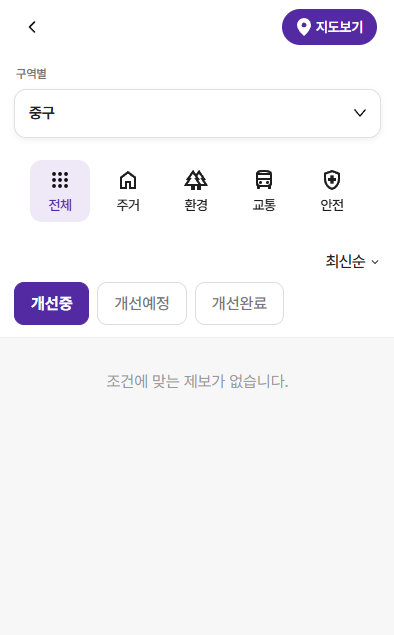 지도보기
구역별
중구
전체 주거 환경 교통 안전
최신순
개선중 개선예정 개선완료
조건에 맞는 제보가 없습니다.